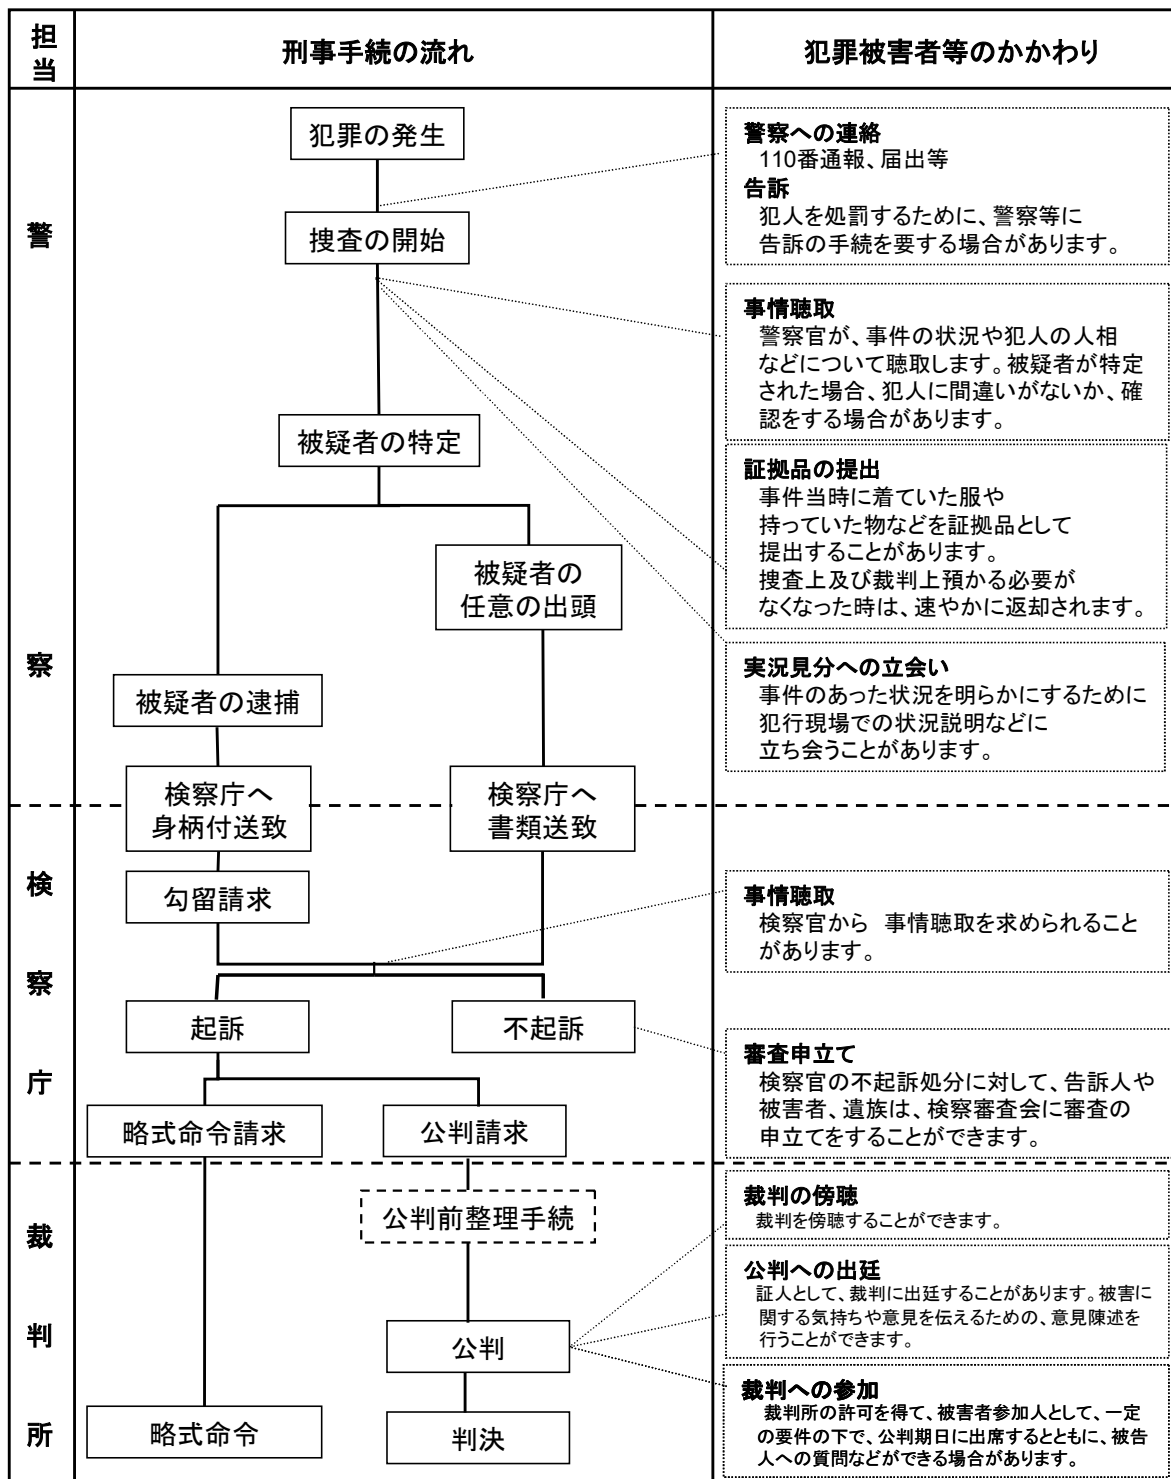 担
当
刑事手続の流れ
犯罪被害者等のかかわり
警
察
検
察
庁
裁
判
所
犯罪の発生
捜査の開始
被疑者の特定
被疑者の
任意の出頭
被疑者の逮捕
検察庁へ
身柄付送致
検察庁へ
書類送致
勾留請求
起訴
不起訴
略式命令請求
公判請求
公判前整理手続
公判
略式命令
判決
警察への連絡
110番通報、届出等
告訴
犯人を処罰するために、警察等に
告訴の手続を要する場合があります。
事情聴取
警察官が、事件の状況や犯人の人相
などについて聴取します。被疑者が特定
された場合、犯人に間違いがないか、確
認をする場合があります。
証拠品の提出
事件当時に着ていた服や
持っていた物などを証拠品として
提出することがあります。
捜査上及び裁判上預かる必要が
なくなった時は、速やかに返却されます。
実況見分への立会い
事件のあった状況を明らかにするために
犯行現場での状況説明などに
立ち会うことがあります。
事情聴取
検察官から 事情聴取を求められること
があります。
審査申立て
検察官の不起訴処分に対して、告訴人や
被害者、遺族は、検察審査会に審査の
申立てをすることができます。
裁判の傍聴
裁判を傍聴することができます。
公判への出廷
証人として、裁判に出廷することがあります。被害に
関する気持ちや意見を伝えるための、意見陳述を
行うことができます。
裁判への参加
裁判所の許可を得て、被害者参加人として、一定
の要件の下で、公判期日に出席するとともに、被告
人への質問などができる場合があります。